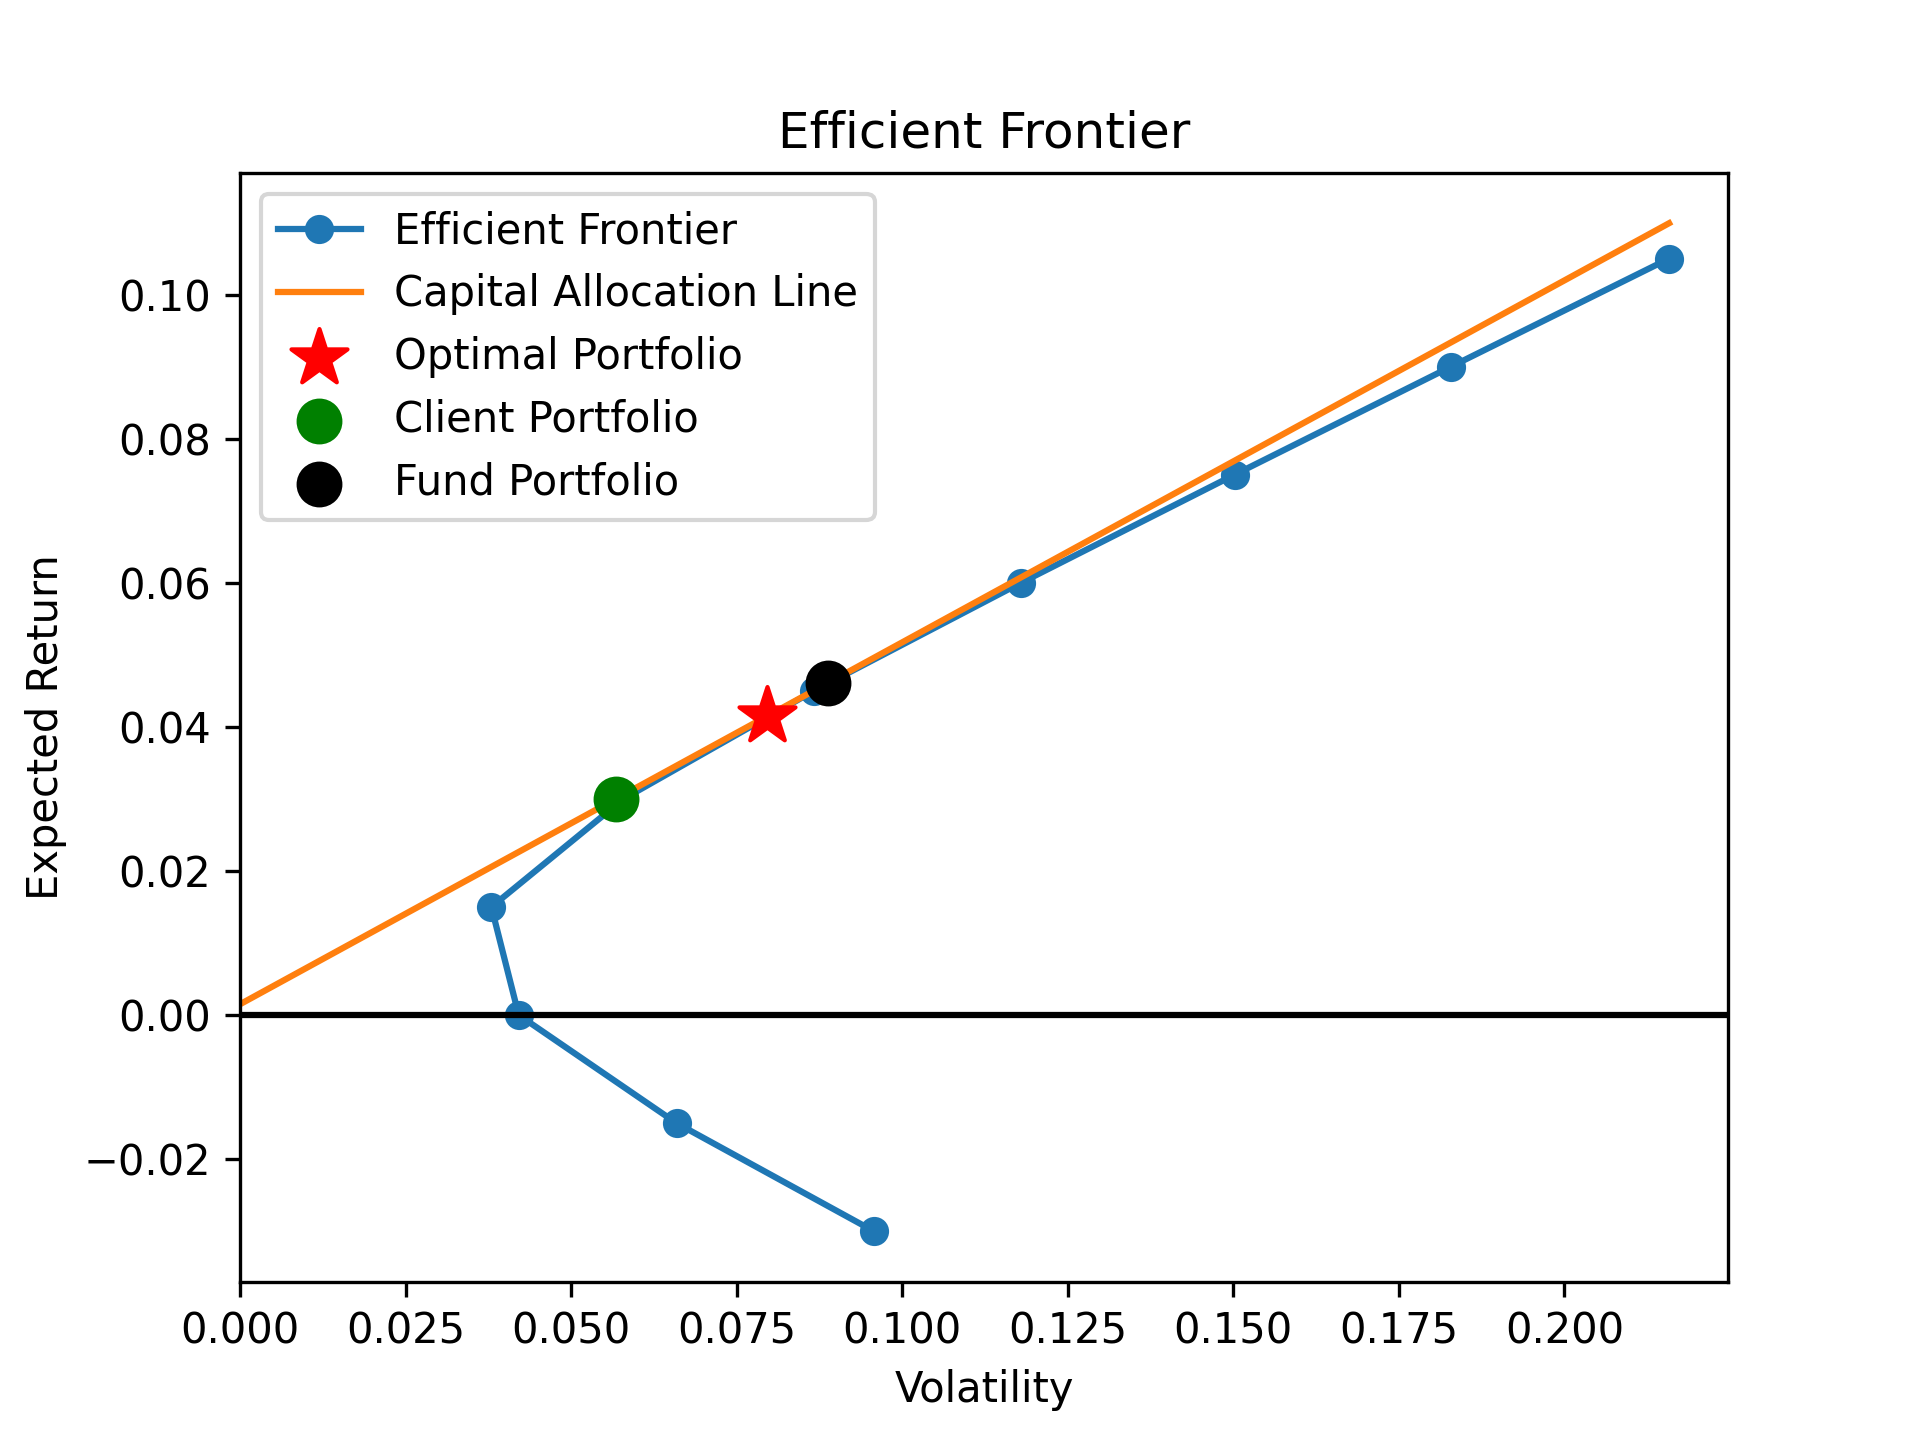 Efficient Frontier
Efficient Frontier
Capital Allocation Line
Optimal Portfolio
Client Portfolio
Fund Portfolio
Expected Return
0.10
0.08
0.06
0.04
0.02
0.00
−0.02
0.000 0.025 0.050 0.075 0.100 0.125 0.150 0.175 0.200
Volatility